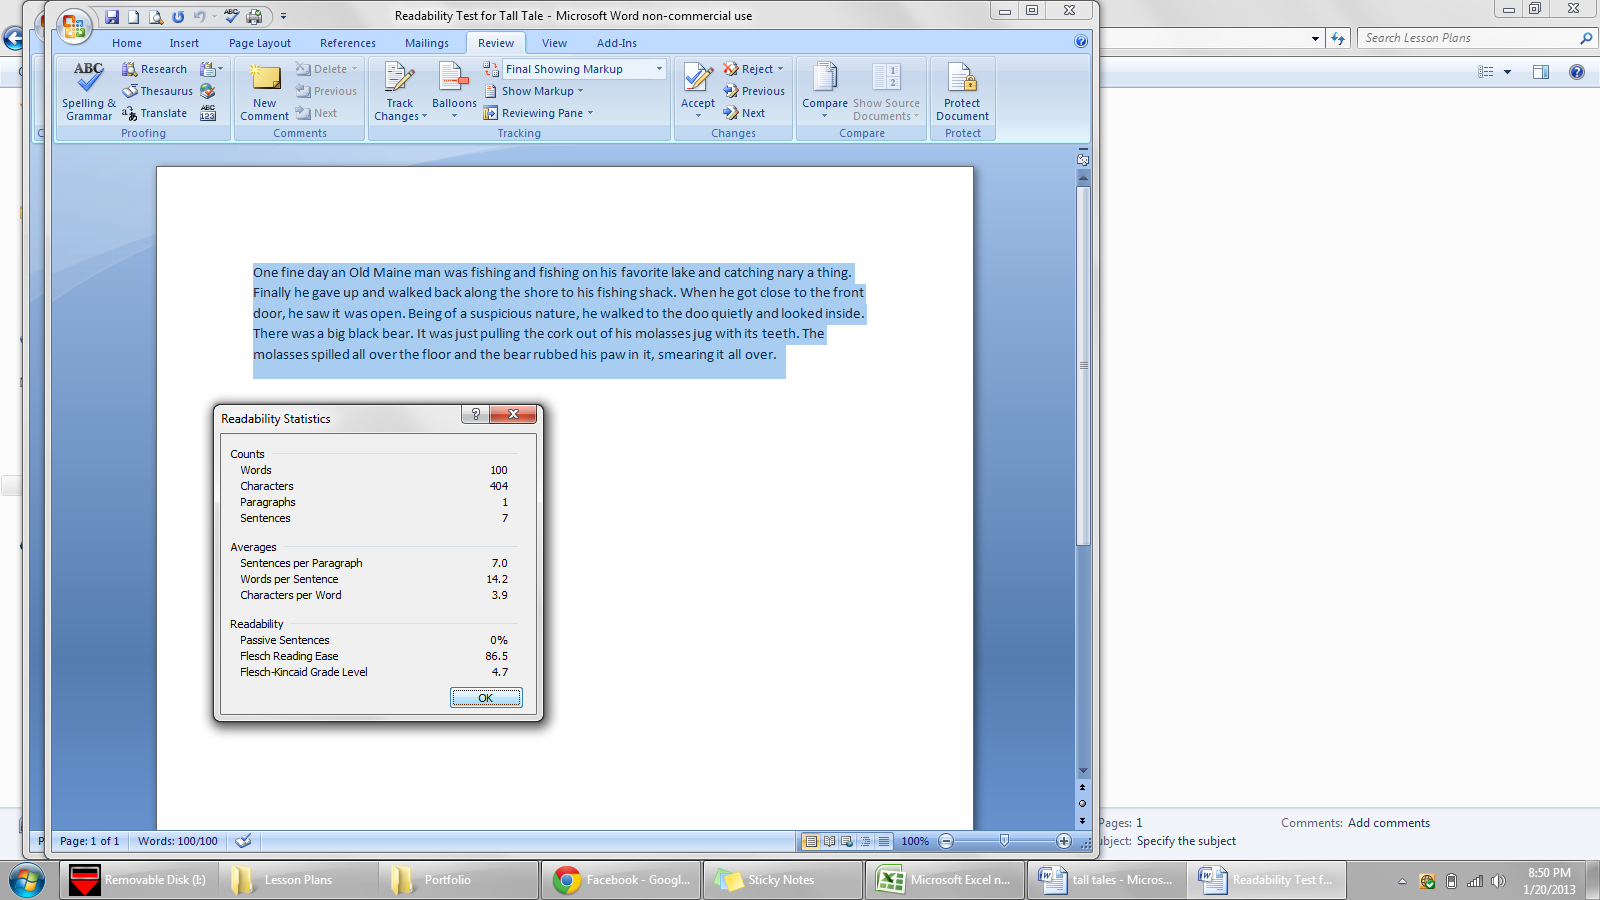 Readability Test for Tall Tale - Microsoft Word non-commercial use
Search Lesson Plans
Home Insert Page Layout References Mailings Review View Add-Ins
ABC Spelling & Grammar
Research
Thesaurus
Translate
ABC 123
Proofing
New Comment
Delete
Previous
Next
Comments
Track Changes
Balloons
Final Showing Markup
Show Markup
Reviewing Pane
Tracking
Accept
Reject
Previous
Next
Changes
Compare
Show Source Documents
Compare
Protect Document
Protect
One fine day an Old Maine man was fishing and fishing on his favorite lake and catching nary a thing.
Finally he gave up and walked back along the shore to his fishing shack. When he got close to the front
door, he saw it was open. Being of a suspicious nature, he walked to the doo quietly and looked inside.
There was a big black bear. It was just pulling the cork out of his molasses jug with its teeth. The
molasses spilled all over the floor and the bear rubbed his paw in it, smearing it all over.
Readability Statistics
Counts
Words 100
Characters 404
Paragraphs 1
Sentences 7
Averages
Sentences per Paragraph 7.0
Words per Sentence 14.2
Characters per Word 3.9
Readability
Passive Sentences 0%
Flesch Reading Ease 86.5
Flesch-Kincaid Grade Level 4.7
OK
Pages: 1
Comments: Add comments
Specify the subject
Page: 1 of 1 Words: 100/100 100%
Removable Disk (I:) Lesson Plans Portfolio Facebook - Googl... Sticky Notes Microsoft Excel n... tall tales - Micros... Readability Test f...
8:50 PM
1/20/2013